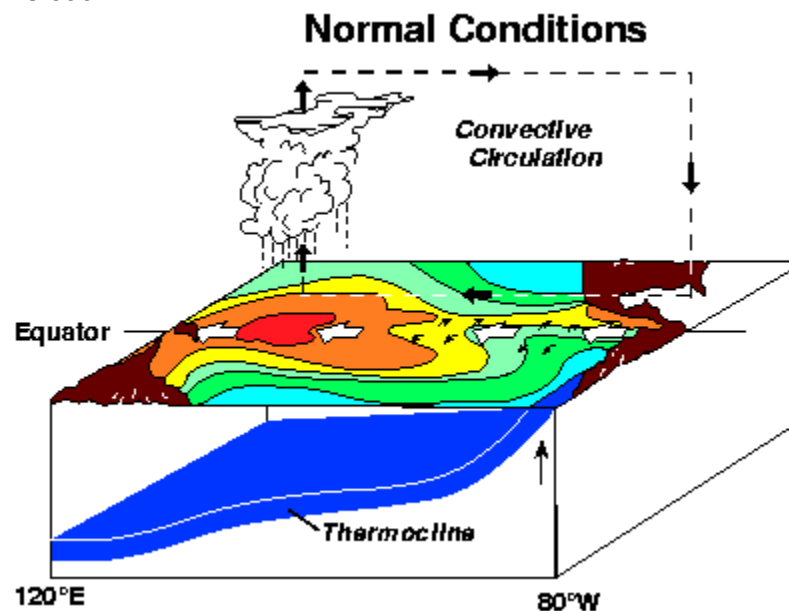 Normal Conditions
Convective
Circulation
Equator
Thermocline
120°E
80°W